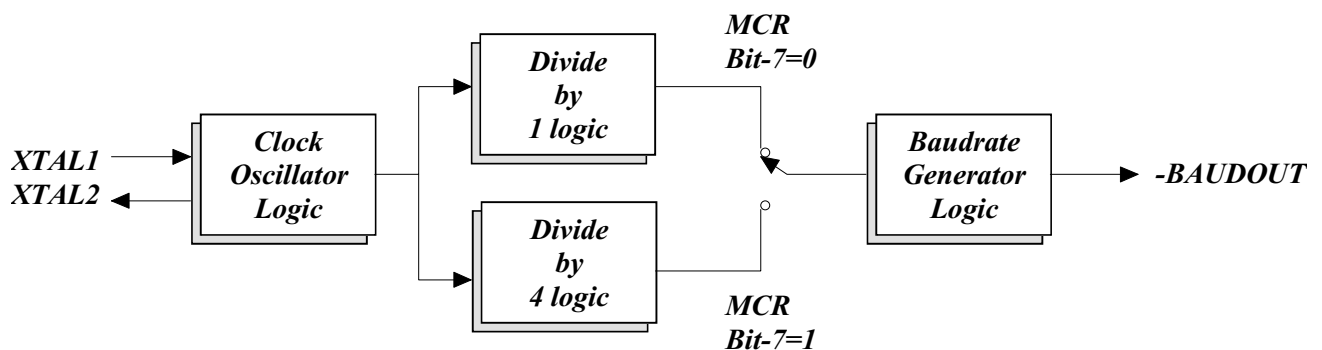 MCR
Bit-7=0
Divide
by
1 logic
XTAL1
XTAL2
Clock
Oscillator
Logic
Baudrate
Generator
Logic
-BAUDOUT
Divide
by
4 logic
MCR
Bit-7=1